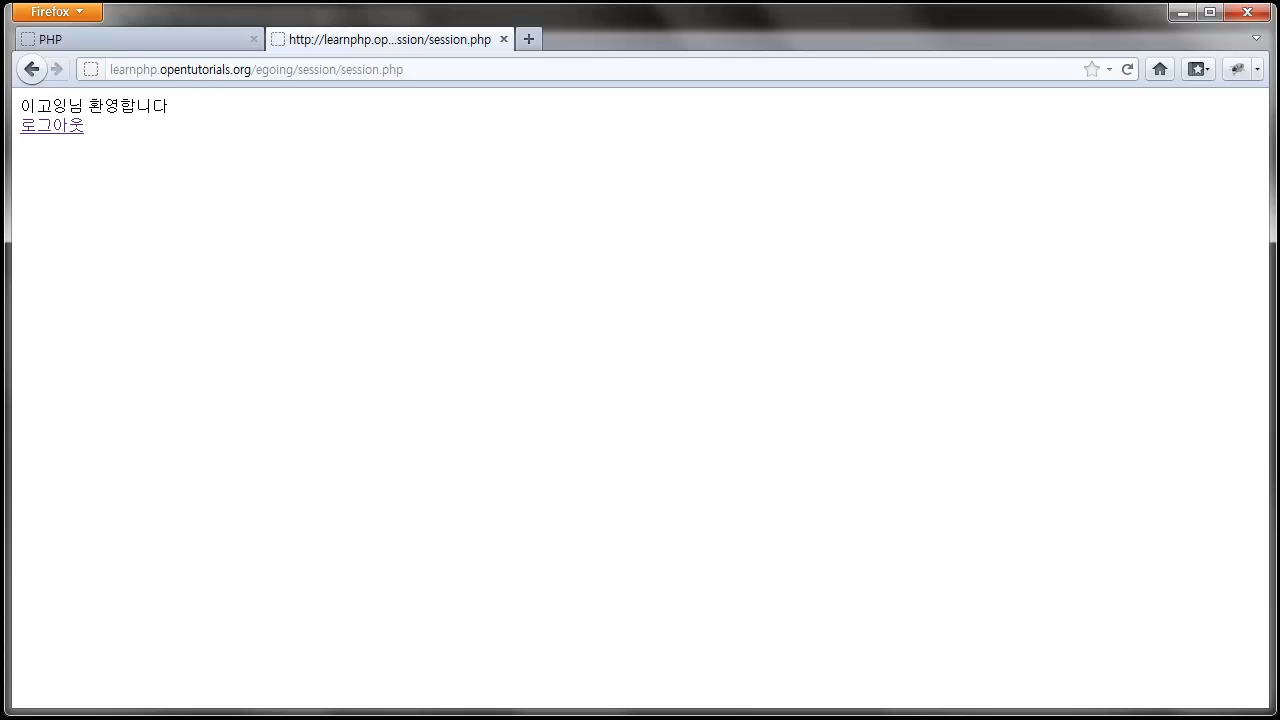 Firefox
PHP
http://learnphp.op...ssion/session.php
learnphp.opentutorials.org/egoing/session/session.php
이고잉님 환영합니다
로그아웃